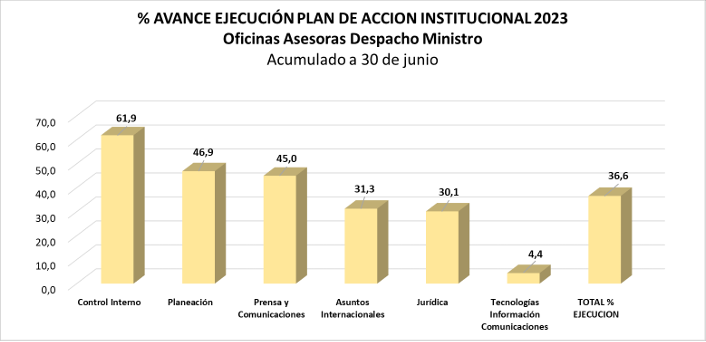 % AVANCE EJECUCIÓN PLAN DE ACCION INSTITUCIONAL 2023
Oficinas Asesoras Despacho Ministro
Acumulado a 30 de junio
70,0
60,0
50,0
40,0
30,0
20,0
10,0
0,0
61,9
46,9
45,0
31,3
30,1
4,4
36,6
Control Interno
Planeación
Prensa y
Comunicaciones
Asuntos
Internacionales
Jurídica
Tecnologías
Información
Comunicaciones
TOTAL %
EJECUCION